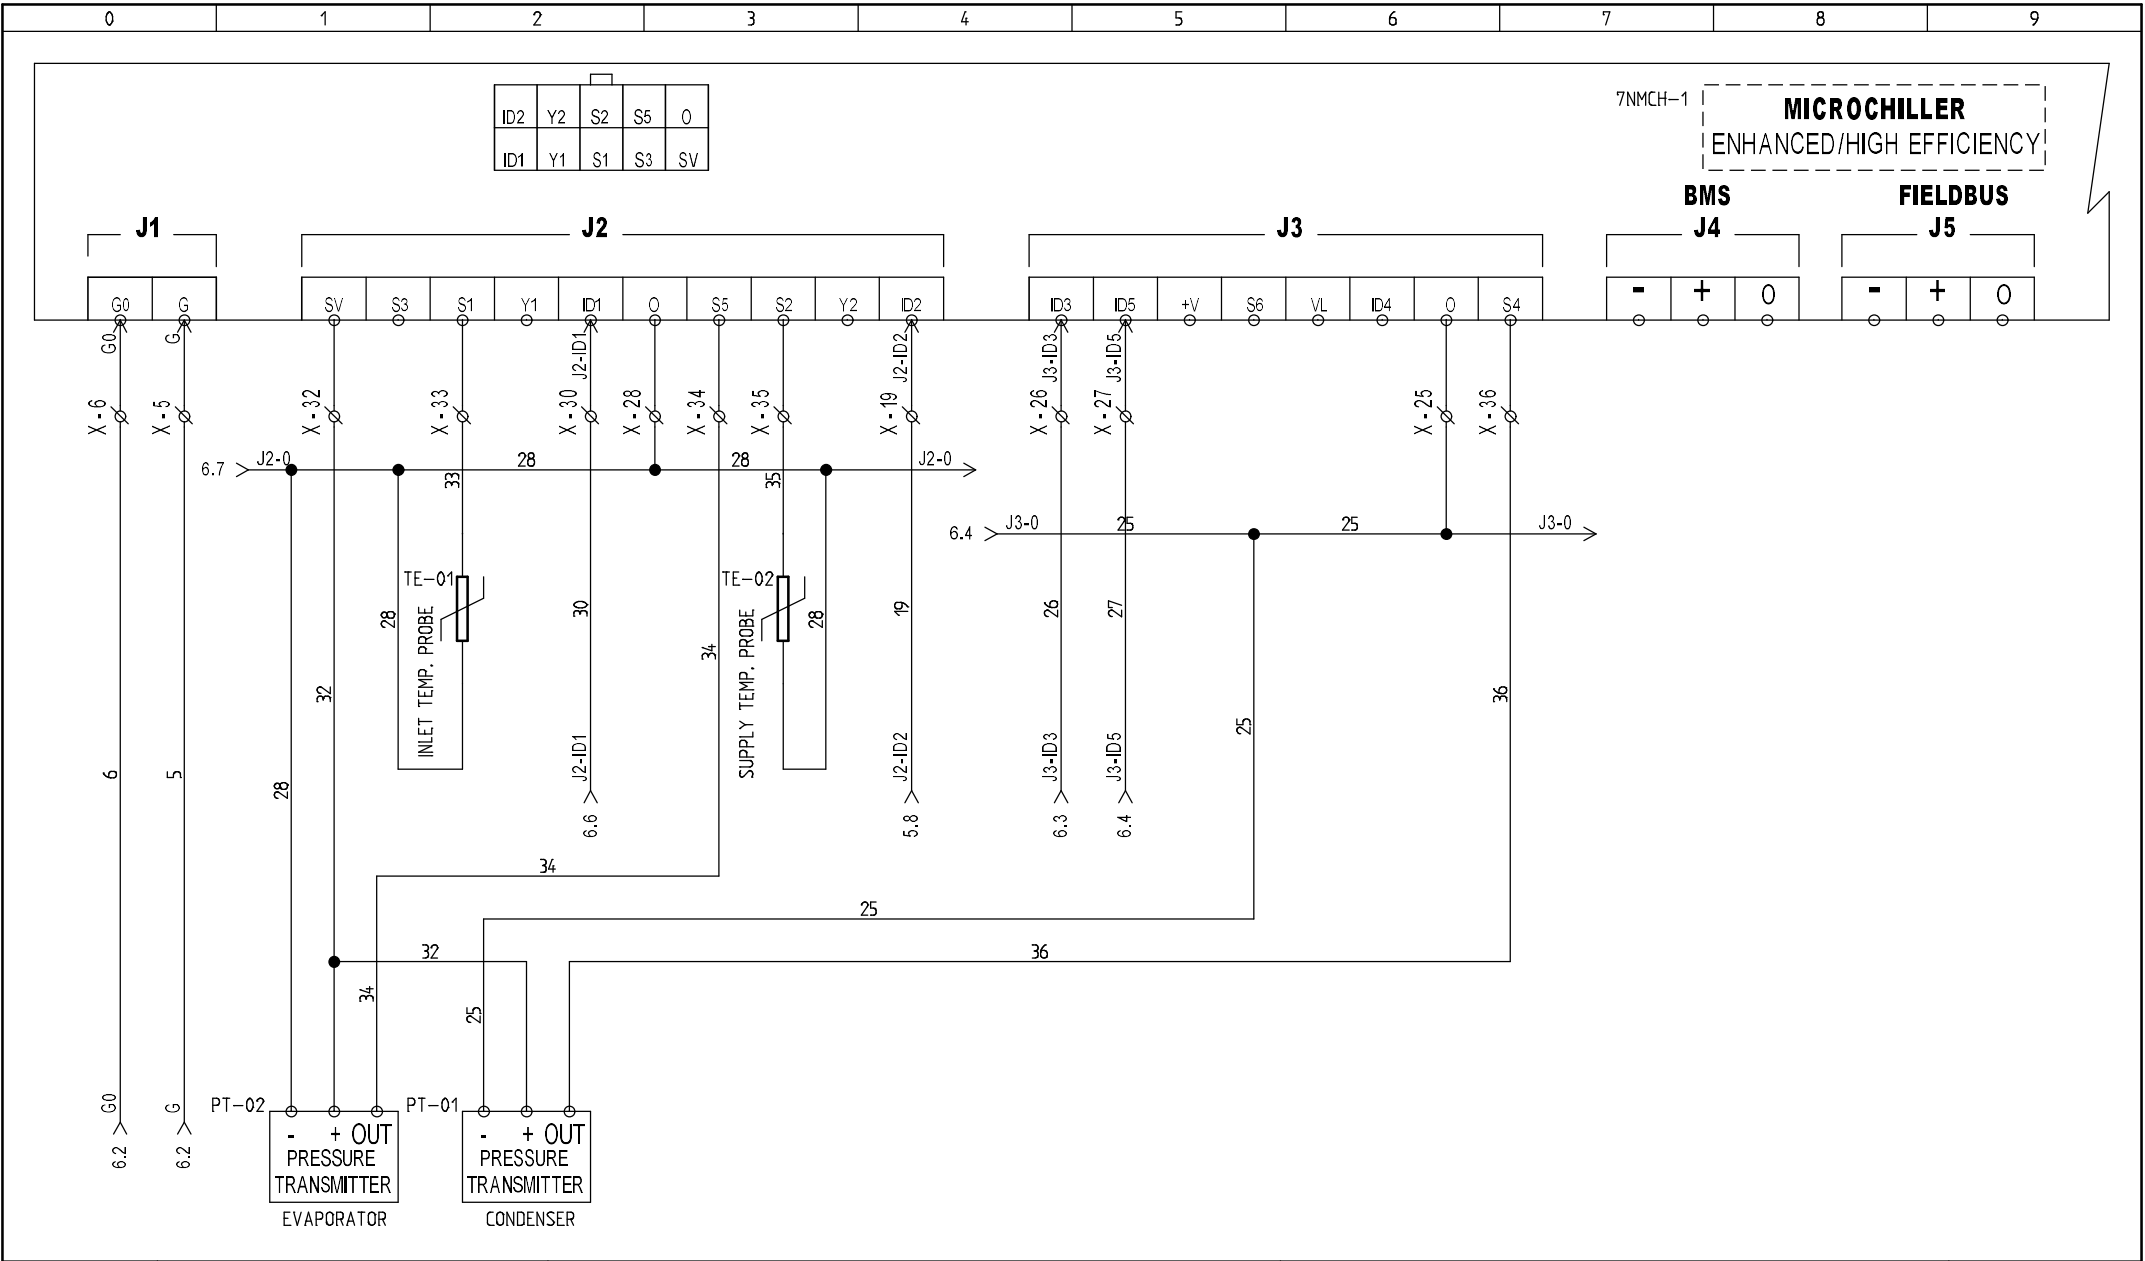 0 1 2 3 4 5 6 7 8 9
ID2 Y2 S2 S5 O
ID1 Y1 S1 S3 SV
7NMCH-1
MICROCHILLER
ENHANCED/HIGH EFFICIENCY
BMS
FIELDBUS
J1
J2
J3
J4
J5
G0 G
SV S3 S1 Y1 ID1 O S5 S2 Y2 ID2
ID3 ID5 +V S6 VL ID4 O S4
- + O
- + O
G0 G J2-ID1 J2-ID2 J3-ID3 J3-ID5
X-6 X-5 X-32 X-33 X-30 X-28 X-34 X-35 X-19 X-26 X-27 X-25 X-36
6.7 J2-0 28 28 J2-0
33 35
6.4 J3-0 25 25 J3-0
TE-01
INLET TEMP. PROBE
28
TE-02
SUPPLY TEMP. PROBE
28
30 19 26 27
34
32
36
25
6 5 28
J2-ID1 J2-ID2 J3-ID3 J3-ID5
6.6 5.8 6.3 6.4
34
25
32
36
34
25
G0 G
6.2 6.2
PT-02
- + OUT
PRESSURE
TRANSMITTER
EVAPORATOR
PT-01
- + OUT
PRESSURE
TRANSMITTER
CONDENSER